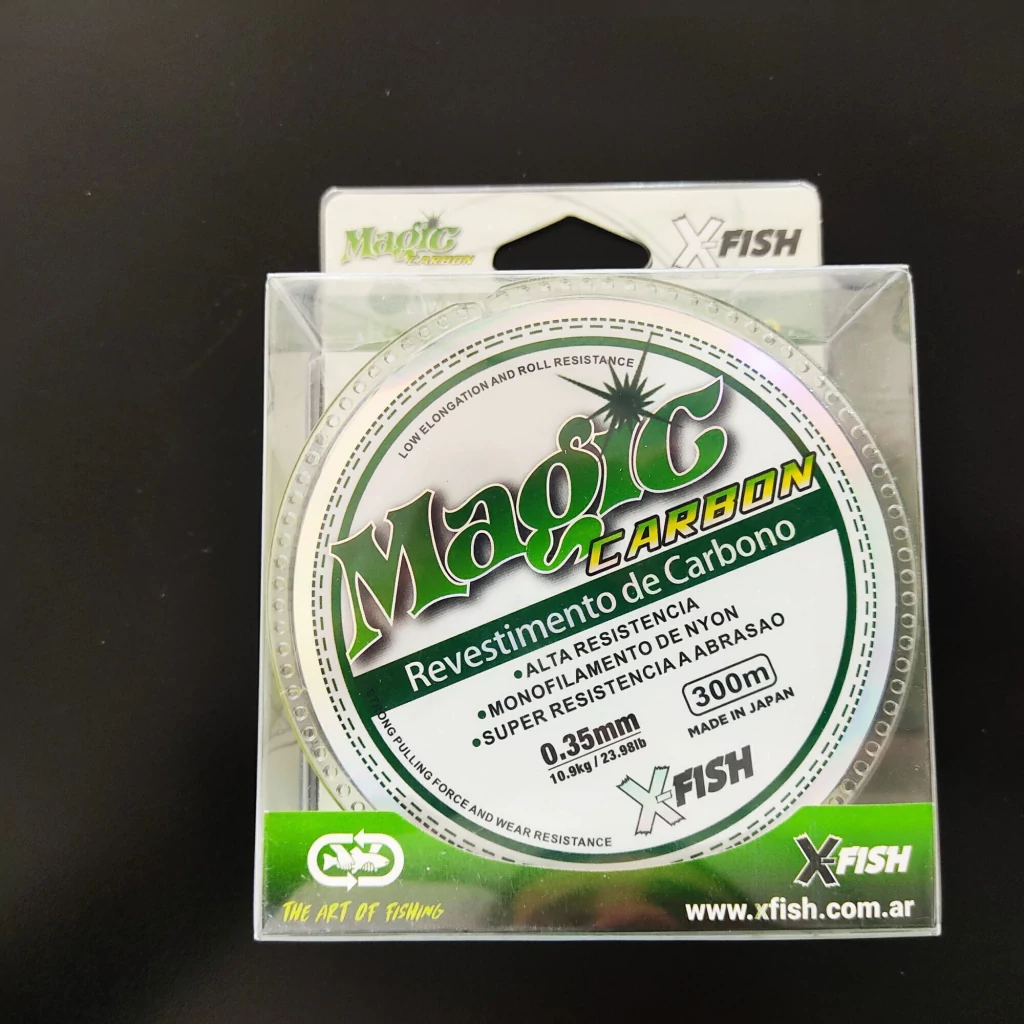 Magic
CARBON
X-FISH
LOW ELONGATION AND ROLL RESISTANCE
Magic
CARBON
Revestimento de Carbono
•ALTA RESISTENCIA
•MONOFILAMENTO DE NYON
•SUPER RESISTENCIA A ABRASAO
300m
MADE IN JAPAN
0.35mm
10.9kg / 23.98lb
X-FISH
STRONG PULLING FORCE AND WEAR RESISTANCE
THE ART OF FISHING
X-FISH
www.xfish.com.ar